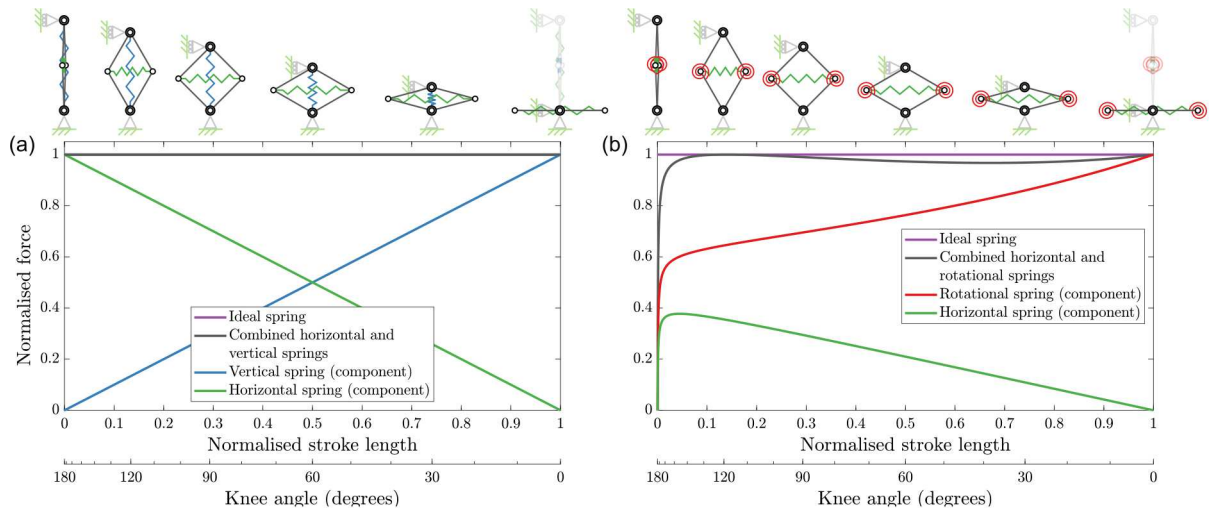 (a)
Normalised force
1
0.8
0.6
0.4
0.2
0
Ideal spring
Combined horizontal and
vertical springs
Vertical spring (component)
Horizontal spring (component)
0 0.1 0.2 0.3 0.4 0.5 0.6 0.7 0.8 0.9 1
Normalised stroke length
180 120 90 60 30 0
Knee angle (degrees)
(b)
1
0.8
0.6
0.4
0.2
0
Ideal spring
Combined horizontal and
rotational springs
Rotational spring (component)
Horizontal spring (component)
0 0.1 0.2 0.3 0.4 0.5 0.6 0.7 0.8 0.9 1
Normalised stroke length
180 120 90 60 30 0
Knee angle (degrees)